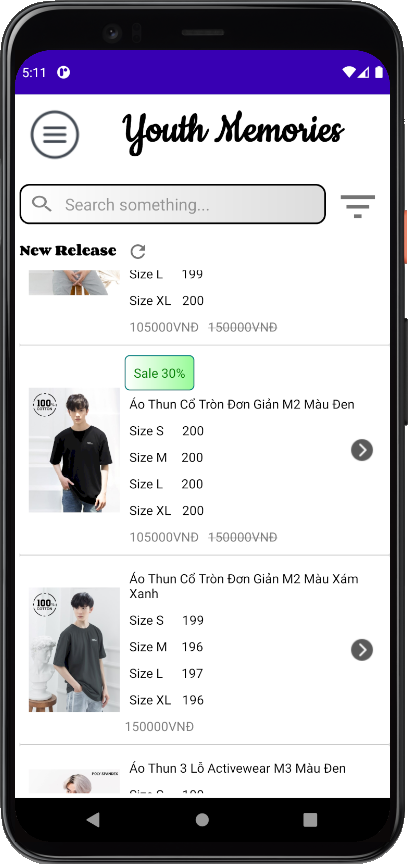 5:11
Youth Memories
Search something...
New Release
Size L 199
Size XL 200
105000VNĐ 150000VNĐ
Sale 30%
100%
COTTON
Áo Thun Cổ Tròn Đơn Giản M2 Màu Đen
Size S 200
Size M 200
Size L 200
Size XL 200
105000VNĐ 150000VNĐ
100%
COTTON
Áo Thun Cổ Tròn Đơn Giản M2 Màu Xám
Xanh
Size S 199
Size M 196
Size L 197
Size XL 196
150000VNĐ
POLY SPANDEX
Áo Thun 3 Lỗ Activewear M3 Màu Đen